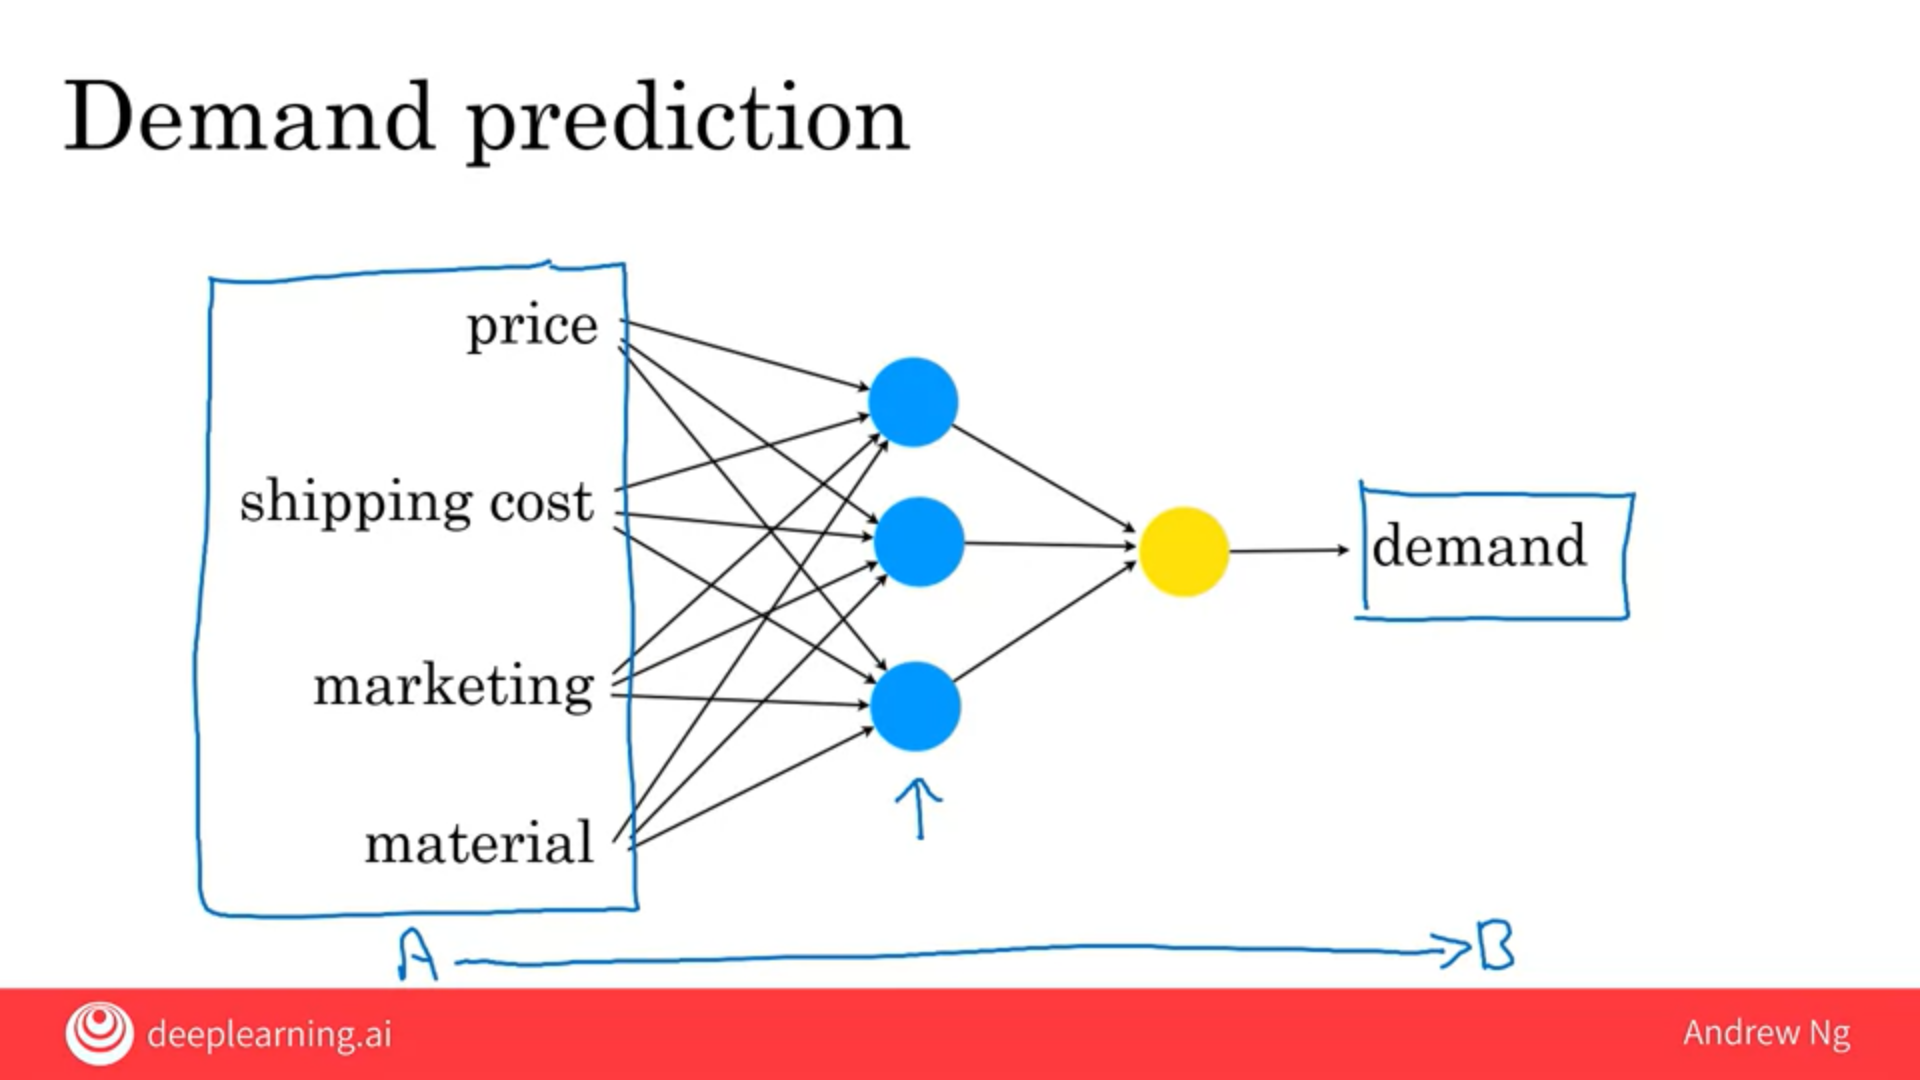 Demand prediction
price
shipping cost
marketing
material
demand
A
B
deeplearning.ai
Andrew Ng